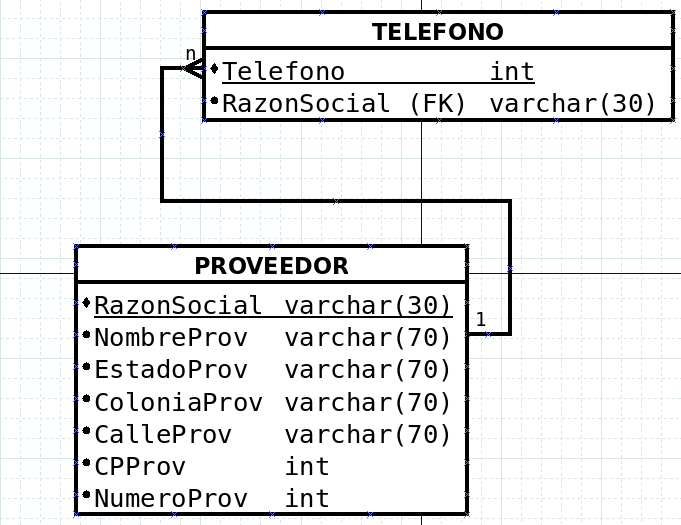 TELEFONO
n
Telefono int
RazonSocial (FK) varchar(30)
PROVEEDOR
RazonSocial varchar(30)
1
NombreProv varchar(70)
EstadoProv varchar(70)
ColoniaProv varchar(70)
CalleProv varchar(70)
CPProv int
NumeroProv int